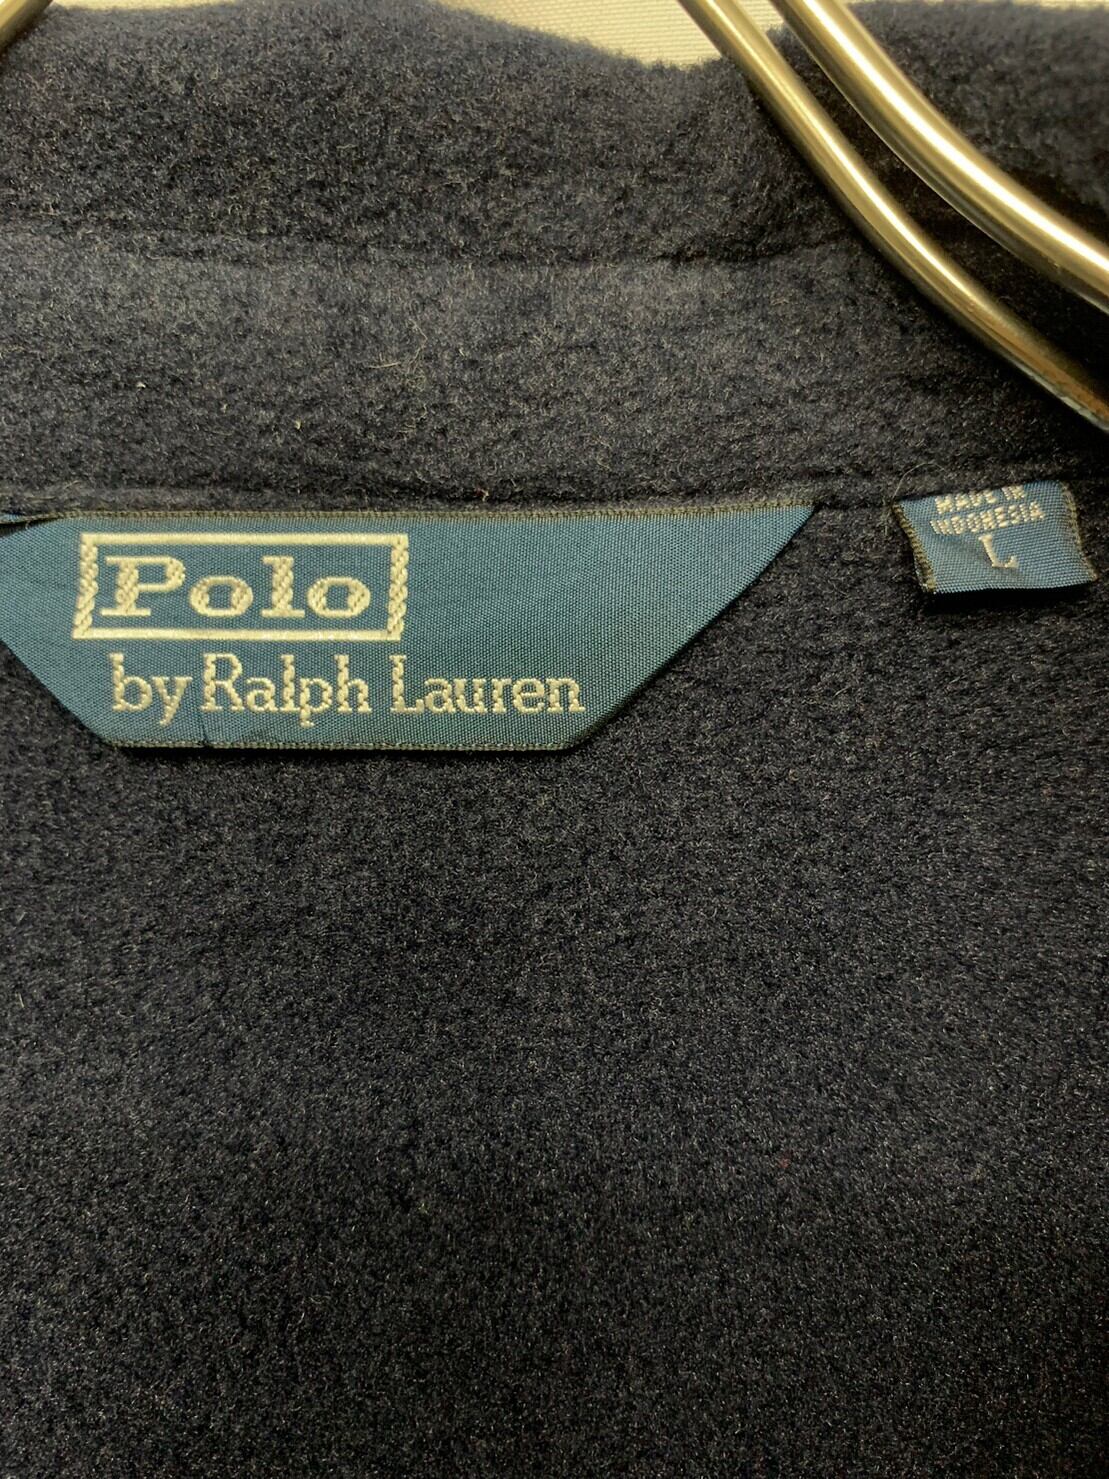 Polo
by Ralph Lauren
MADE IN
INDONESIA
L